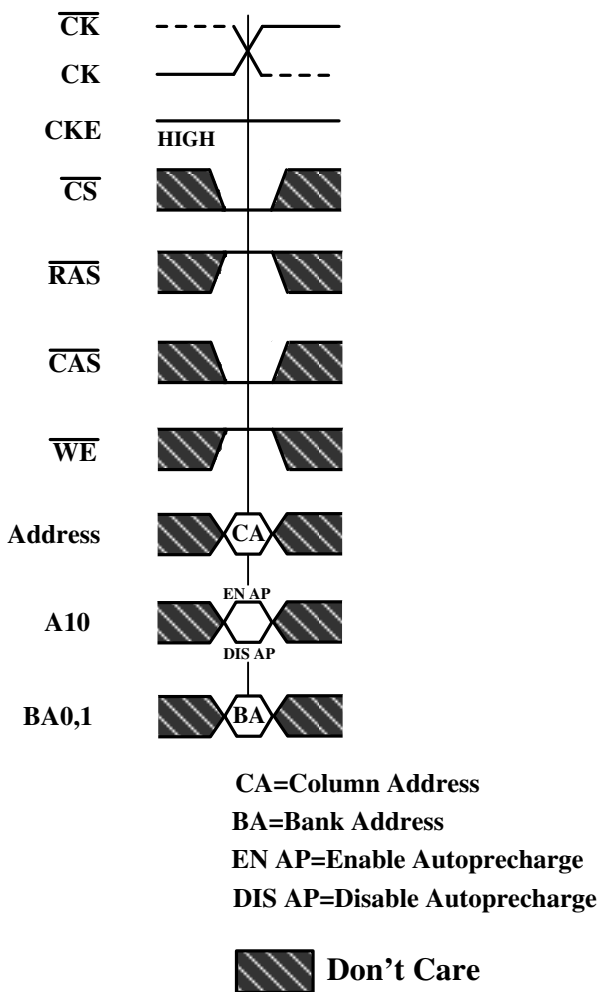 CK
CK
CKE
HIGH
CS
RAS
CAS
WE
Address
CA
EN AP
A10
DIS AP
BA0,1
BA
CA=Column Address
BA=Bank Address
EN AP=Enable Autoprecharge
DIS AP=Disable Autoprecharge
Don't Care